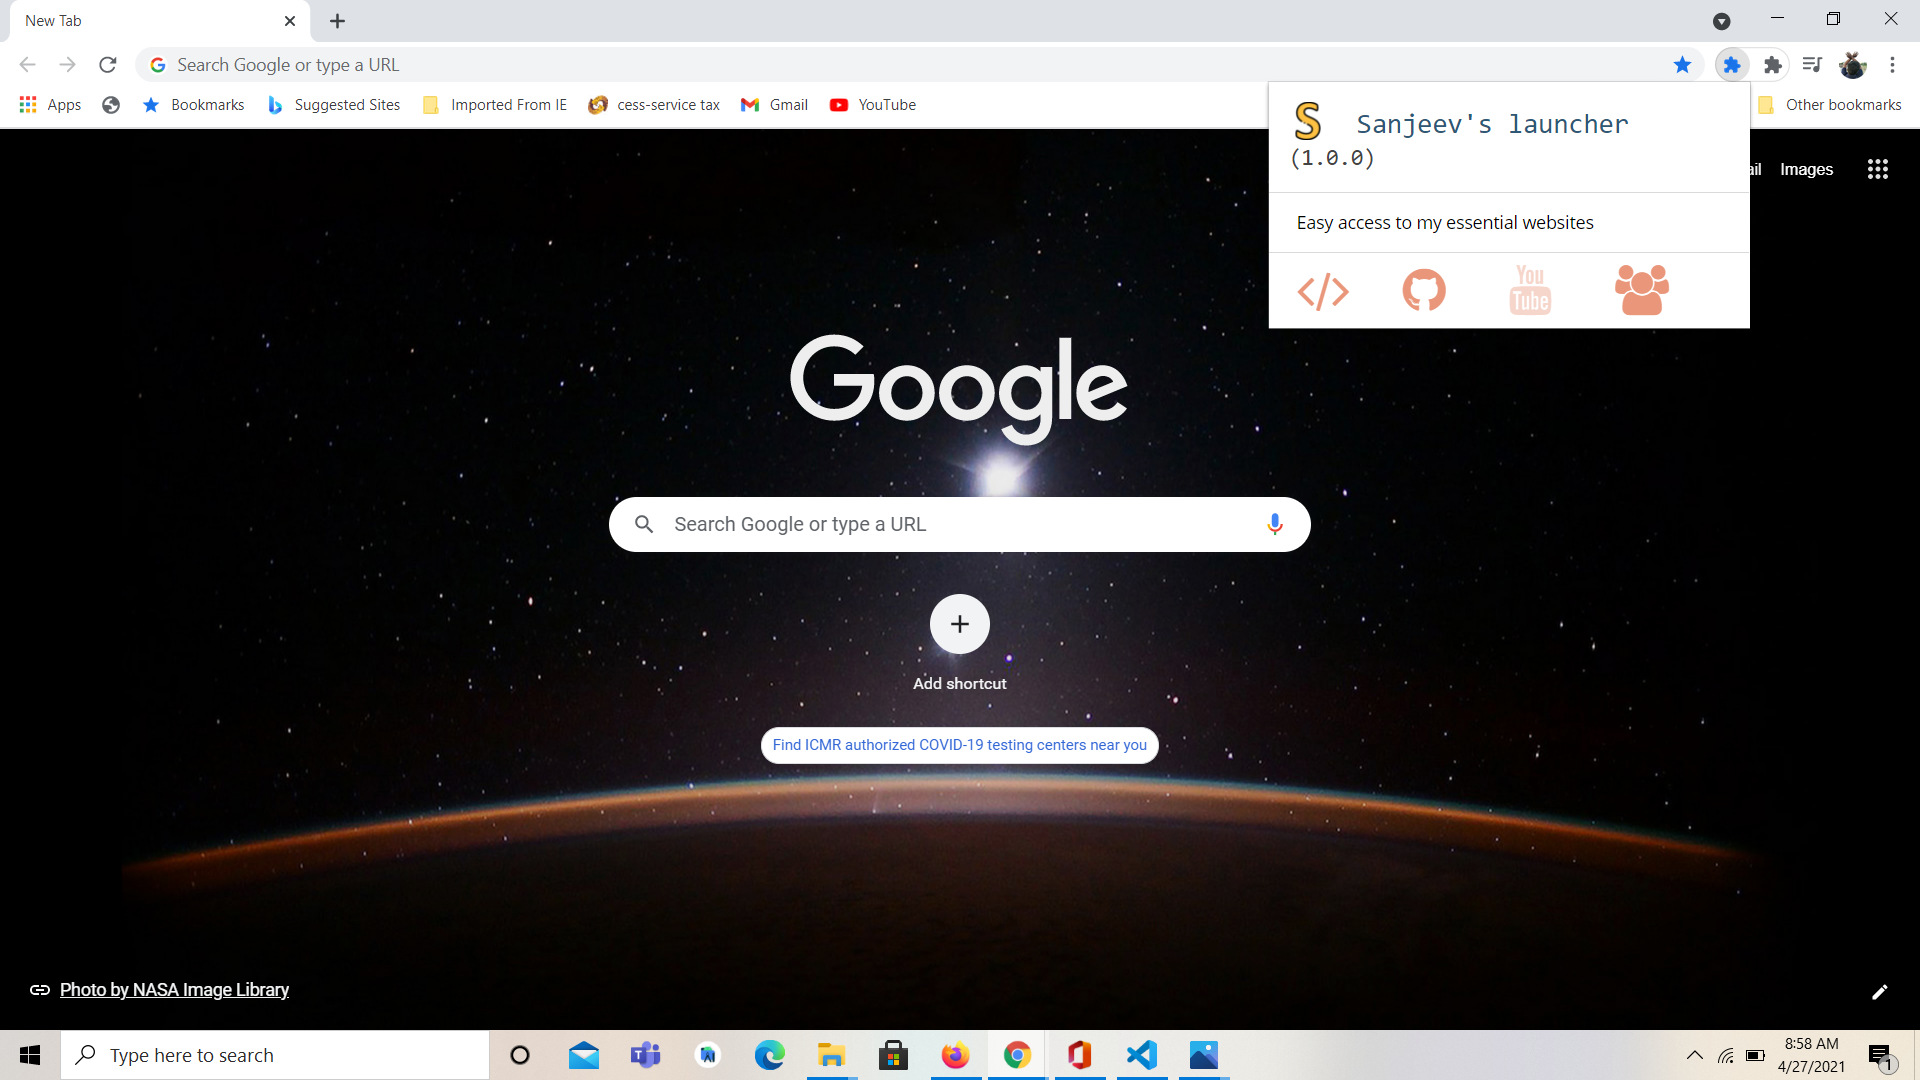 New Tab
Search Google or type a URL
Apps
Bookmarks
Suggested Sites
Imported From IE
cess-service tax
Gmail
YouTube
Other bookmarks
S Sanjeev's launcher
(1.0.0)
ail
Images
Easy access to my essential websites
</>
You
Tube
Google
Search Google or type a URL
Add shortcut
Find ICMR authorized COVID-19 testing centers near you
Photo by NASA Image Library
Type here to search
8:58 AM
4/27/2021
1